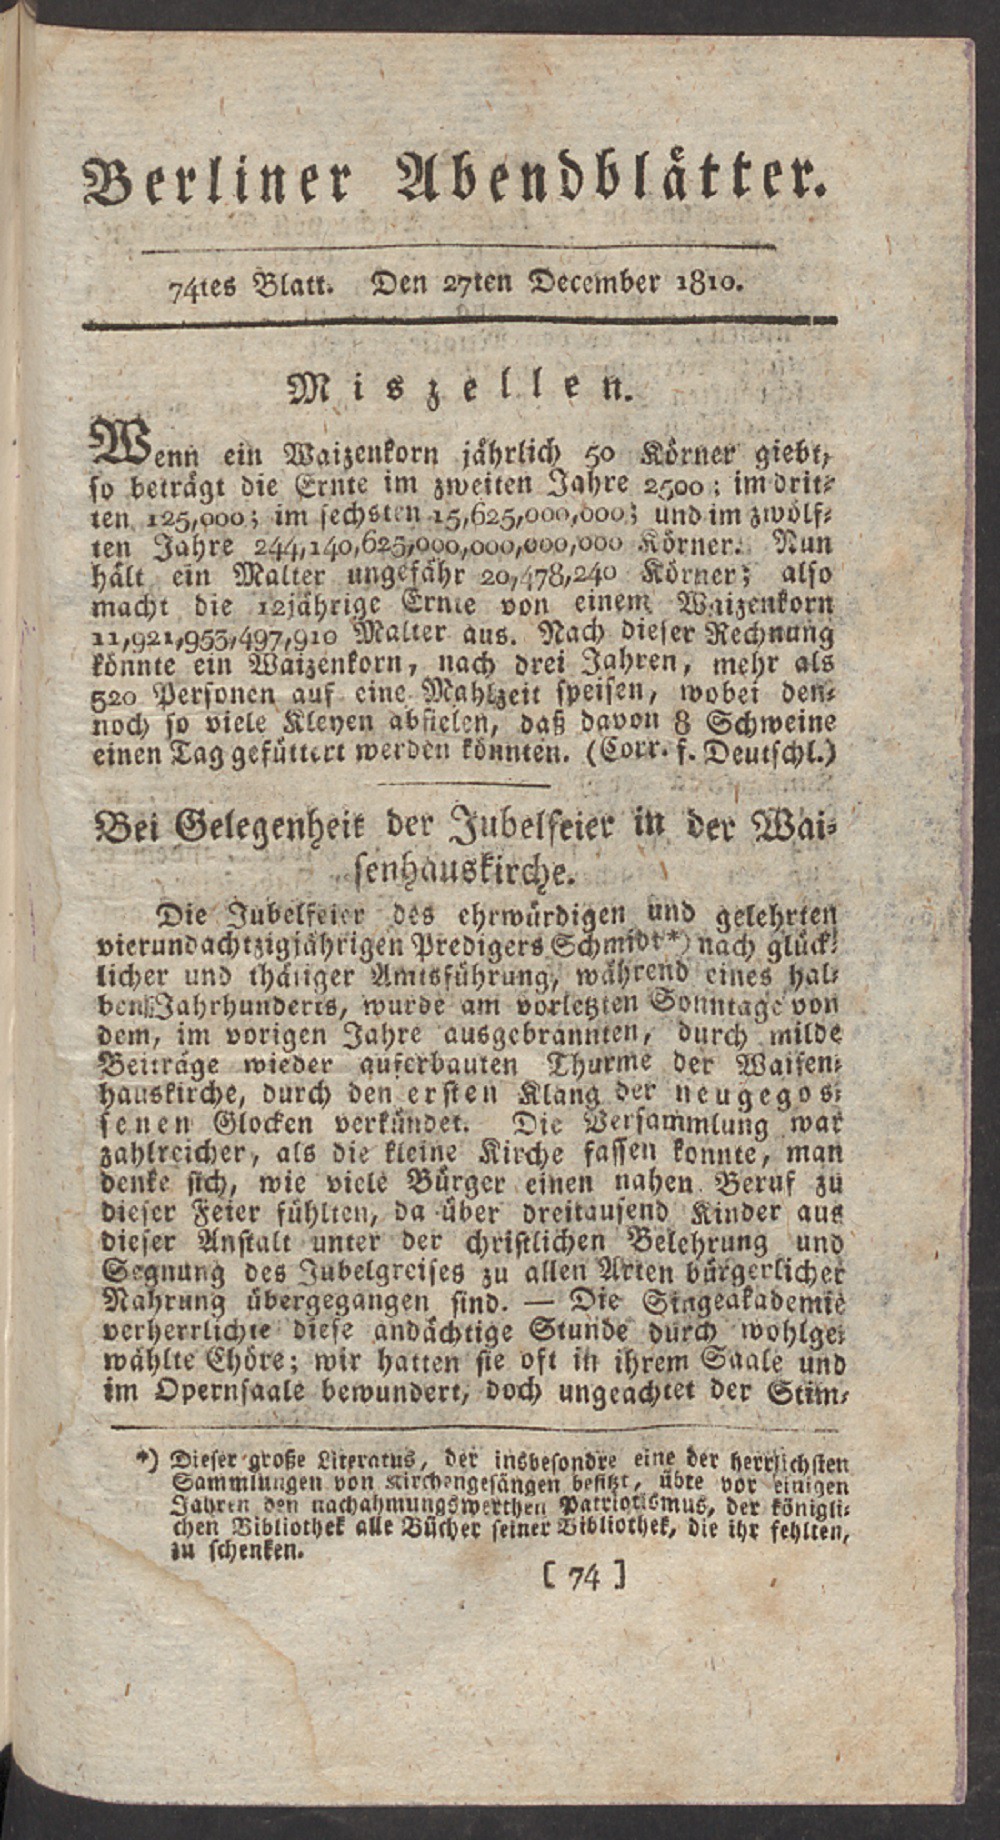 Berliner Abendblätter.
74tes Blatt. Den 27ten December 1810.
Miszellen.
Wenn ein Waizenkorn jährlich 50 Körner giebt,
so beträgt die Ernte im zweiten Jahre 2500; im drit-
ten 125,000; im sechsten 15,625,000,000; und im zwölf-
ten Jahre 244,140,625,000,000,000,000 Körner. Nun
hält ein Malter ungefähr 20,478,240 Körner; also
macht die 12jährige Ernte von einem Waizenkorn
11,921,953,497,910 Malter aus. Nach dieser Rechnung
könnte ein Waizenkorn, nach drei Jahren, mehr als
520 Personen auf eine Mahlzeit speisen, wobei den-
noch so viele Kleyen abfielen, daß davon 8 Schweine
einen Tag gefüttert werden könnten. (Corr. f. Deutschl.)
Bei Gelegenheit der Jubelfeier in der Wai-
senhauskirche.
Die Jubelfeier des ehrwürdigen und gelehrten
vierundachtzigjährigen Predigers Schmidt*) nach glück-
licher und thätiger Amtsführung, während eines hal-
ben Jahrhunderts, wurde am vorletzten Sonntage von
dem, im vorigen Jahre ausgebrannten, durch milde
Beiträge wieder auferbauten Thurme der Waisen-
hauskirche, durch den ersten Klang der neugegos-
senen Glocken verkündet. Die Versammlung war
zahlreicher, als die kleine Kirche fassen konnte, man
denke sich, wie viele Bürger einen nahen Beruf zu
dieser Feier fühlten, da über dreitausend Kinder aus
dieser Anstalt unter der christlichen Belehrung und
Segnung des Jubelgreises zu allen Arten bürgerlicher
Nahrung übergegangen sind. — Die Singeakademie
verherrlichte diese andächtige Stunde durch wohlge-
wählte Chöre; wir hatten sie oft in ihrem Saale und
im Opernsaale bewundert, doch ungeachtet der Stim-
*) Dieser große Literatus, der insbesondre eine der herrlichsten
Sammlungen von Kirchengesängen besitzt, übte vor einigen
Jahren den nachahmungswerthen Patriotismus, der königli-
chen Bibliothek alle Bücher seiner Bibliothek, die ihr fehlten,
zu schenken.
[ 74 ]